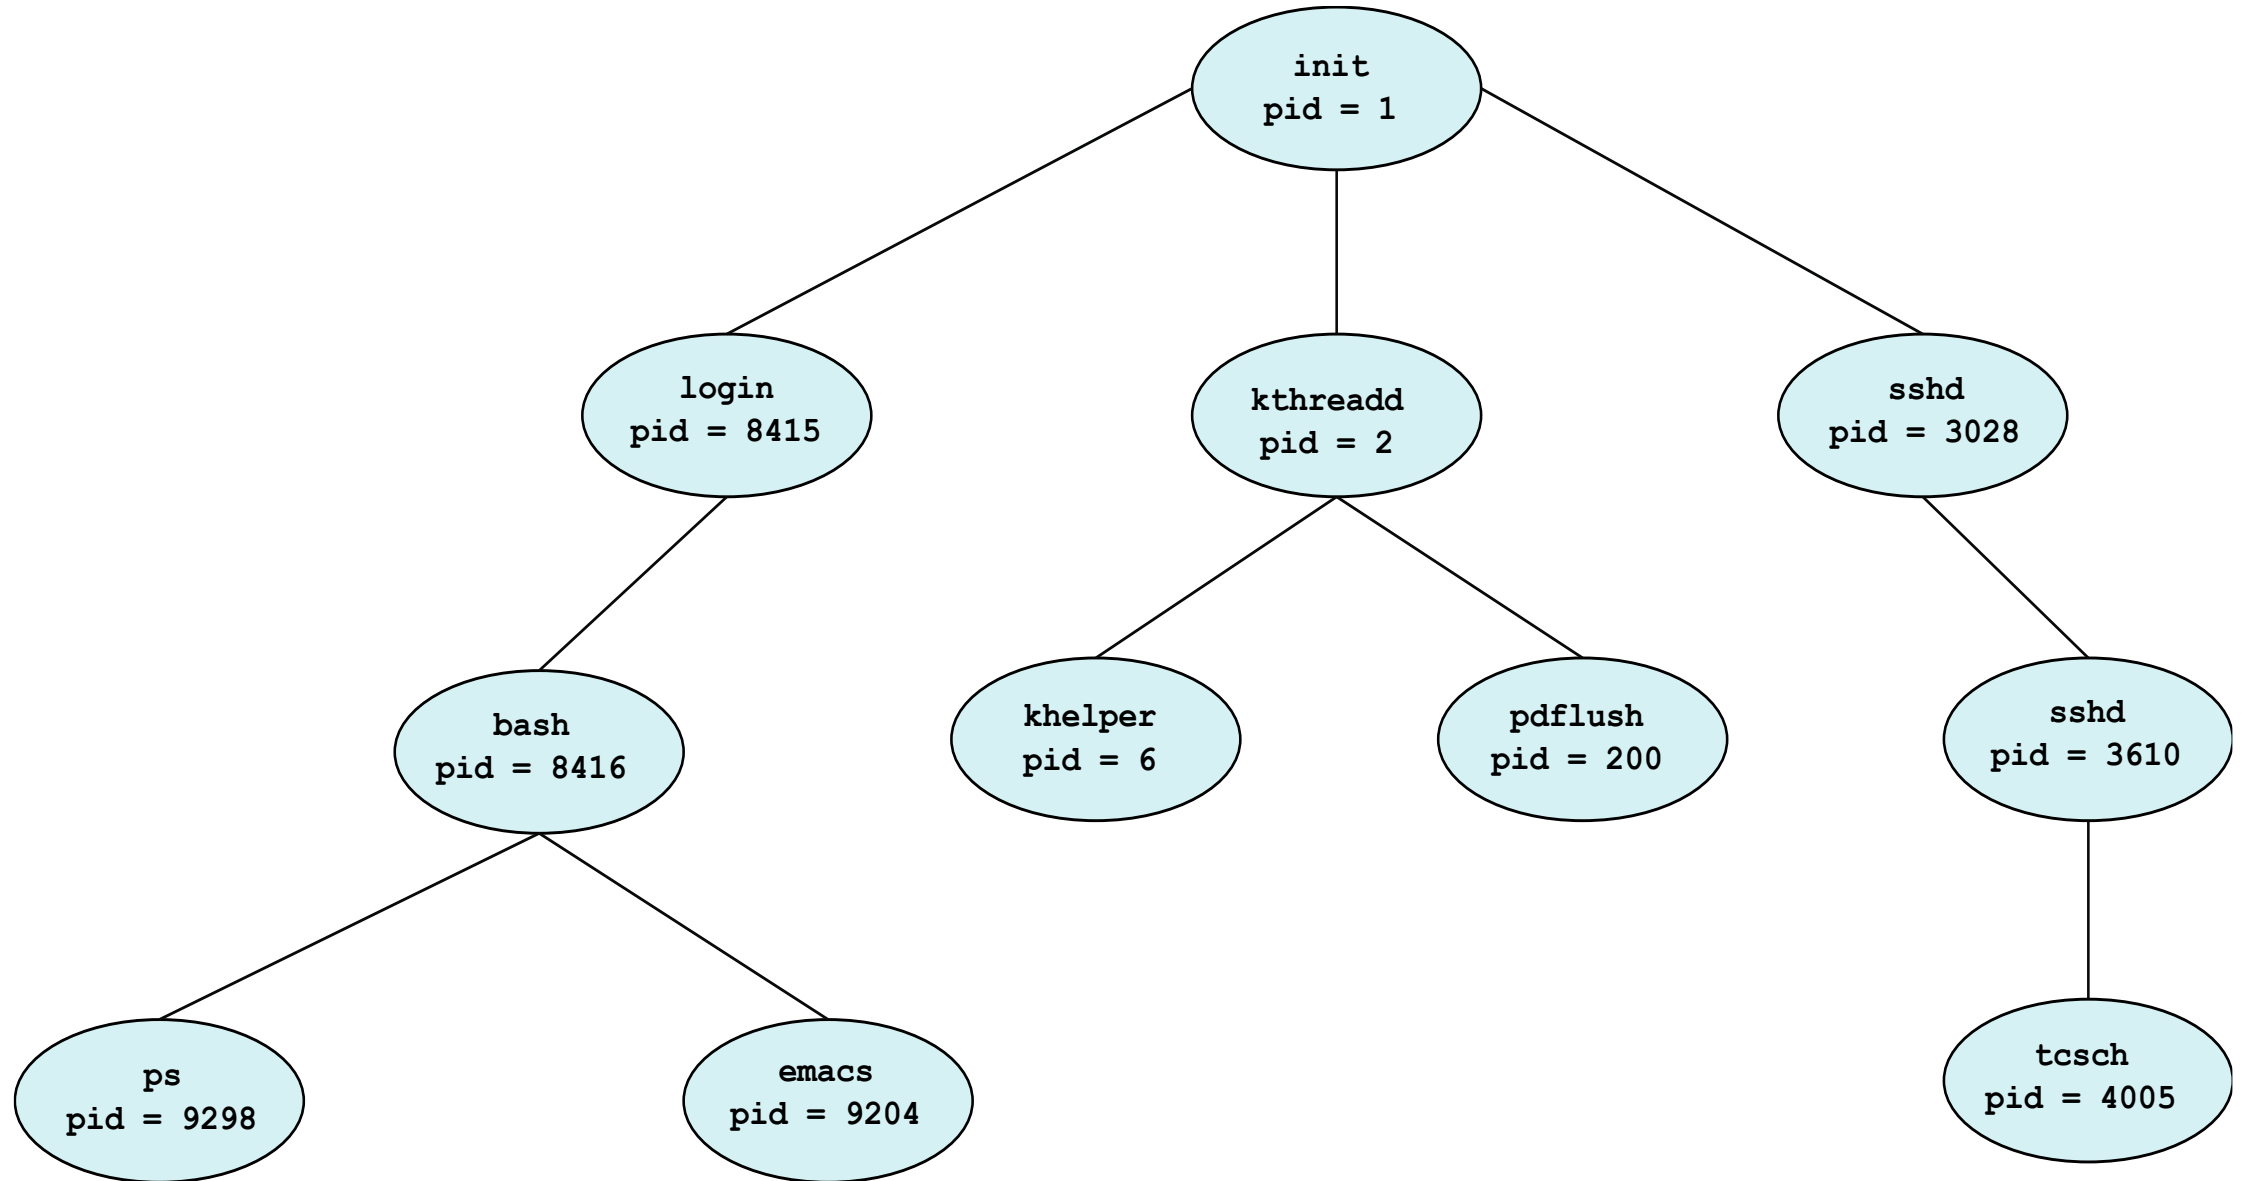 init
pid = 1
login
pid = 8415
kthreadd
pid = 2
sshd
pid = 3028
bash
pid = 8416
khelper
pid = 6
pdflush
pid = 200
sshd
pid = 3610
ps
pid = 9298
emacs
pid = 9204
tcsch
pid = 4005